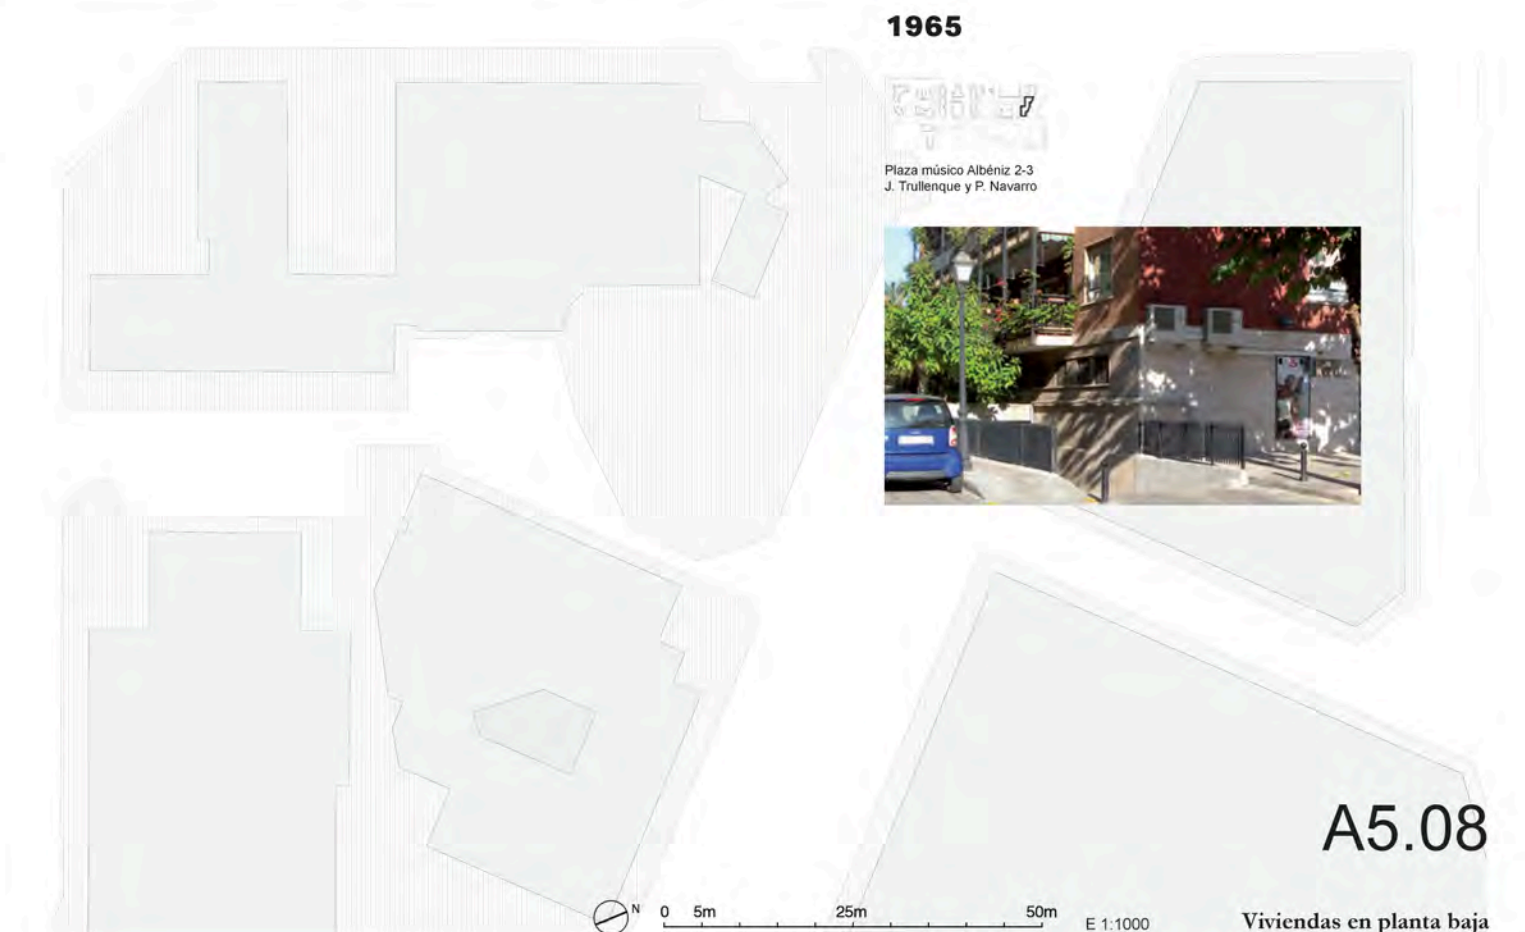 1965
Plaza músico Albéniz 2-3
J. Trullenque y P. Navarro
A5.08
N
0 5m 25m 50m
E 1:1000
Viviendas en planta baja